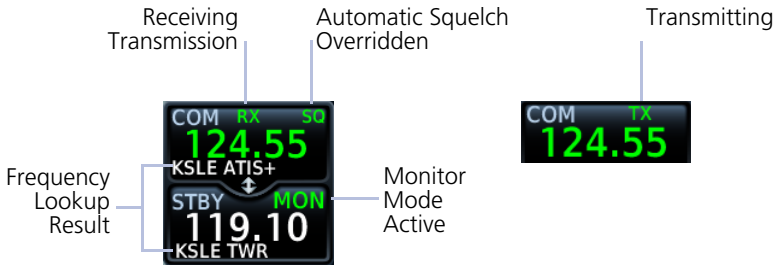 Receiving
Transmission
Automatic Squelch
Overridden
Transmitting
COM RX SQ
124.55
KSLE ATIS+
STBY MON
119.10
KSLE TWR
COM TX
124.55
Frequency
Lookup
Result
Monitor
Mode
Active